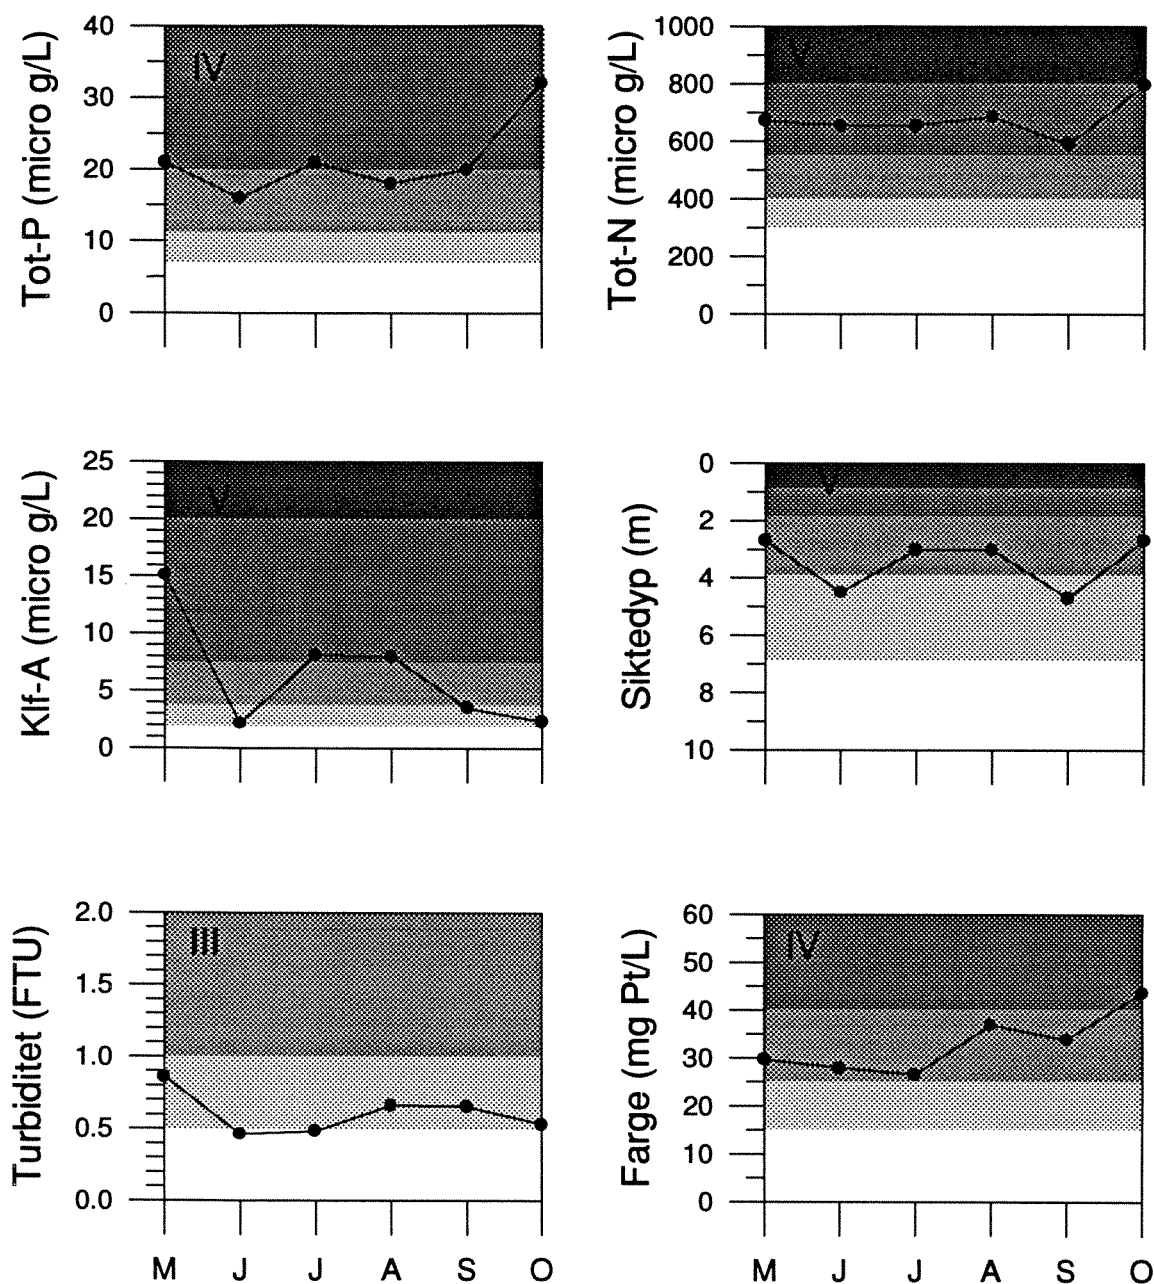 Tot-P (micro g/L)
40
30
20
10
0
IV
Tot-N (micro g/L)
1000
800
600
400
200
0
V
Klf-A (micro g/L)
25
20
15
10
5
0
V
Siktedyp (m)
0
2
4
6
8
10
V
Turbiditet (FTU)
2.0
1.5
1.0
0.5
0.0
III
M J J A S O
Farge (mg Pt/L)
60
50
40
30
20
10
0
IV
M J J A S O